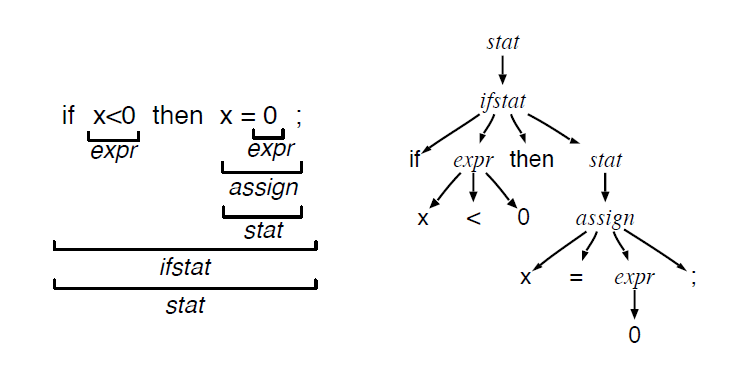 if x<0 then x = 0 ;
expr expr
assign
stat
ifstat
stat
stat
ifstat
if expr then stat
x < 0 assign
x = expr ;
0